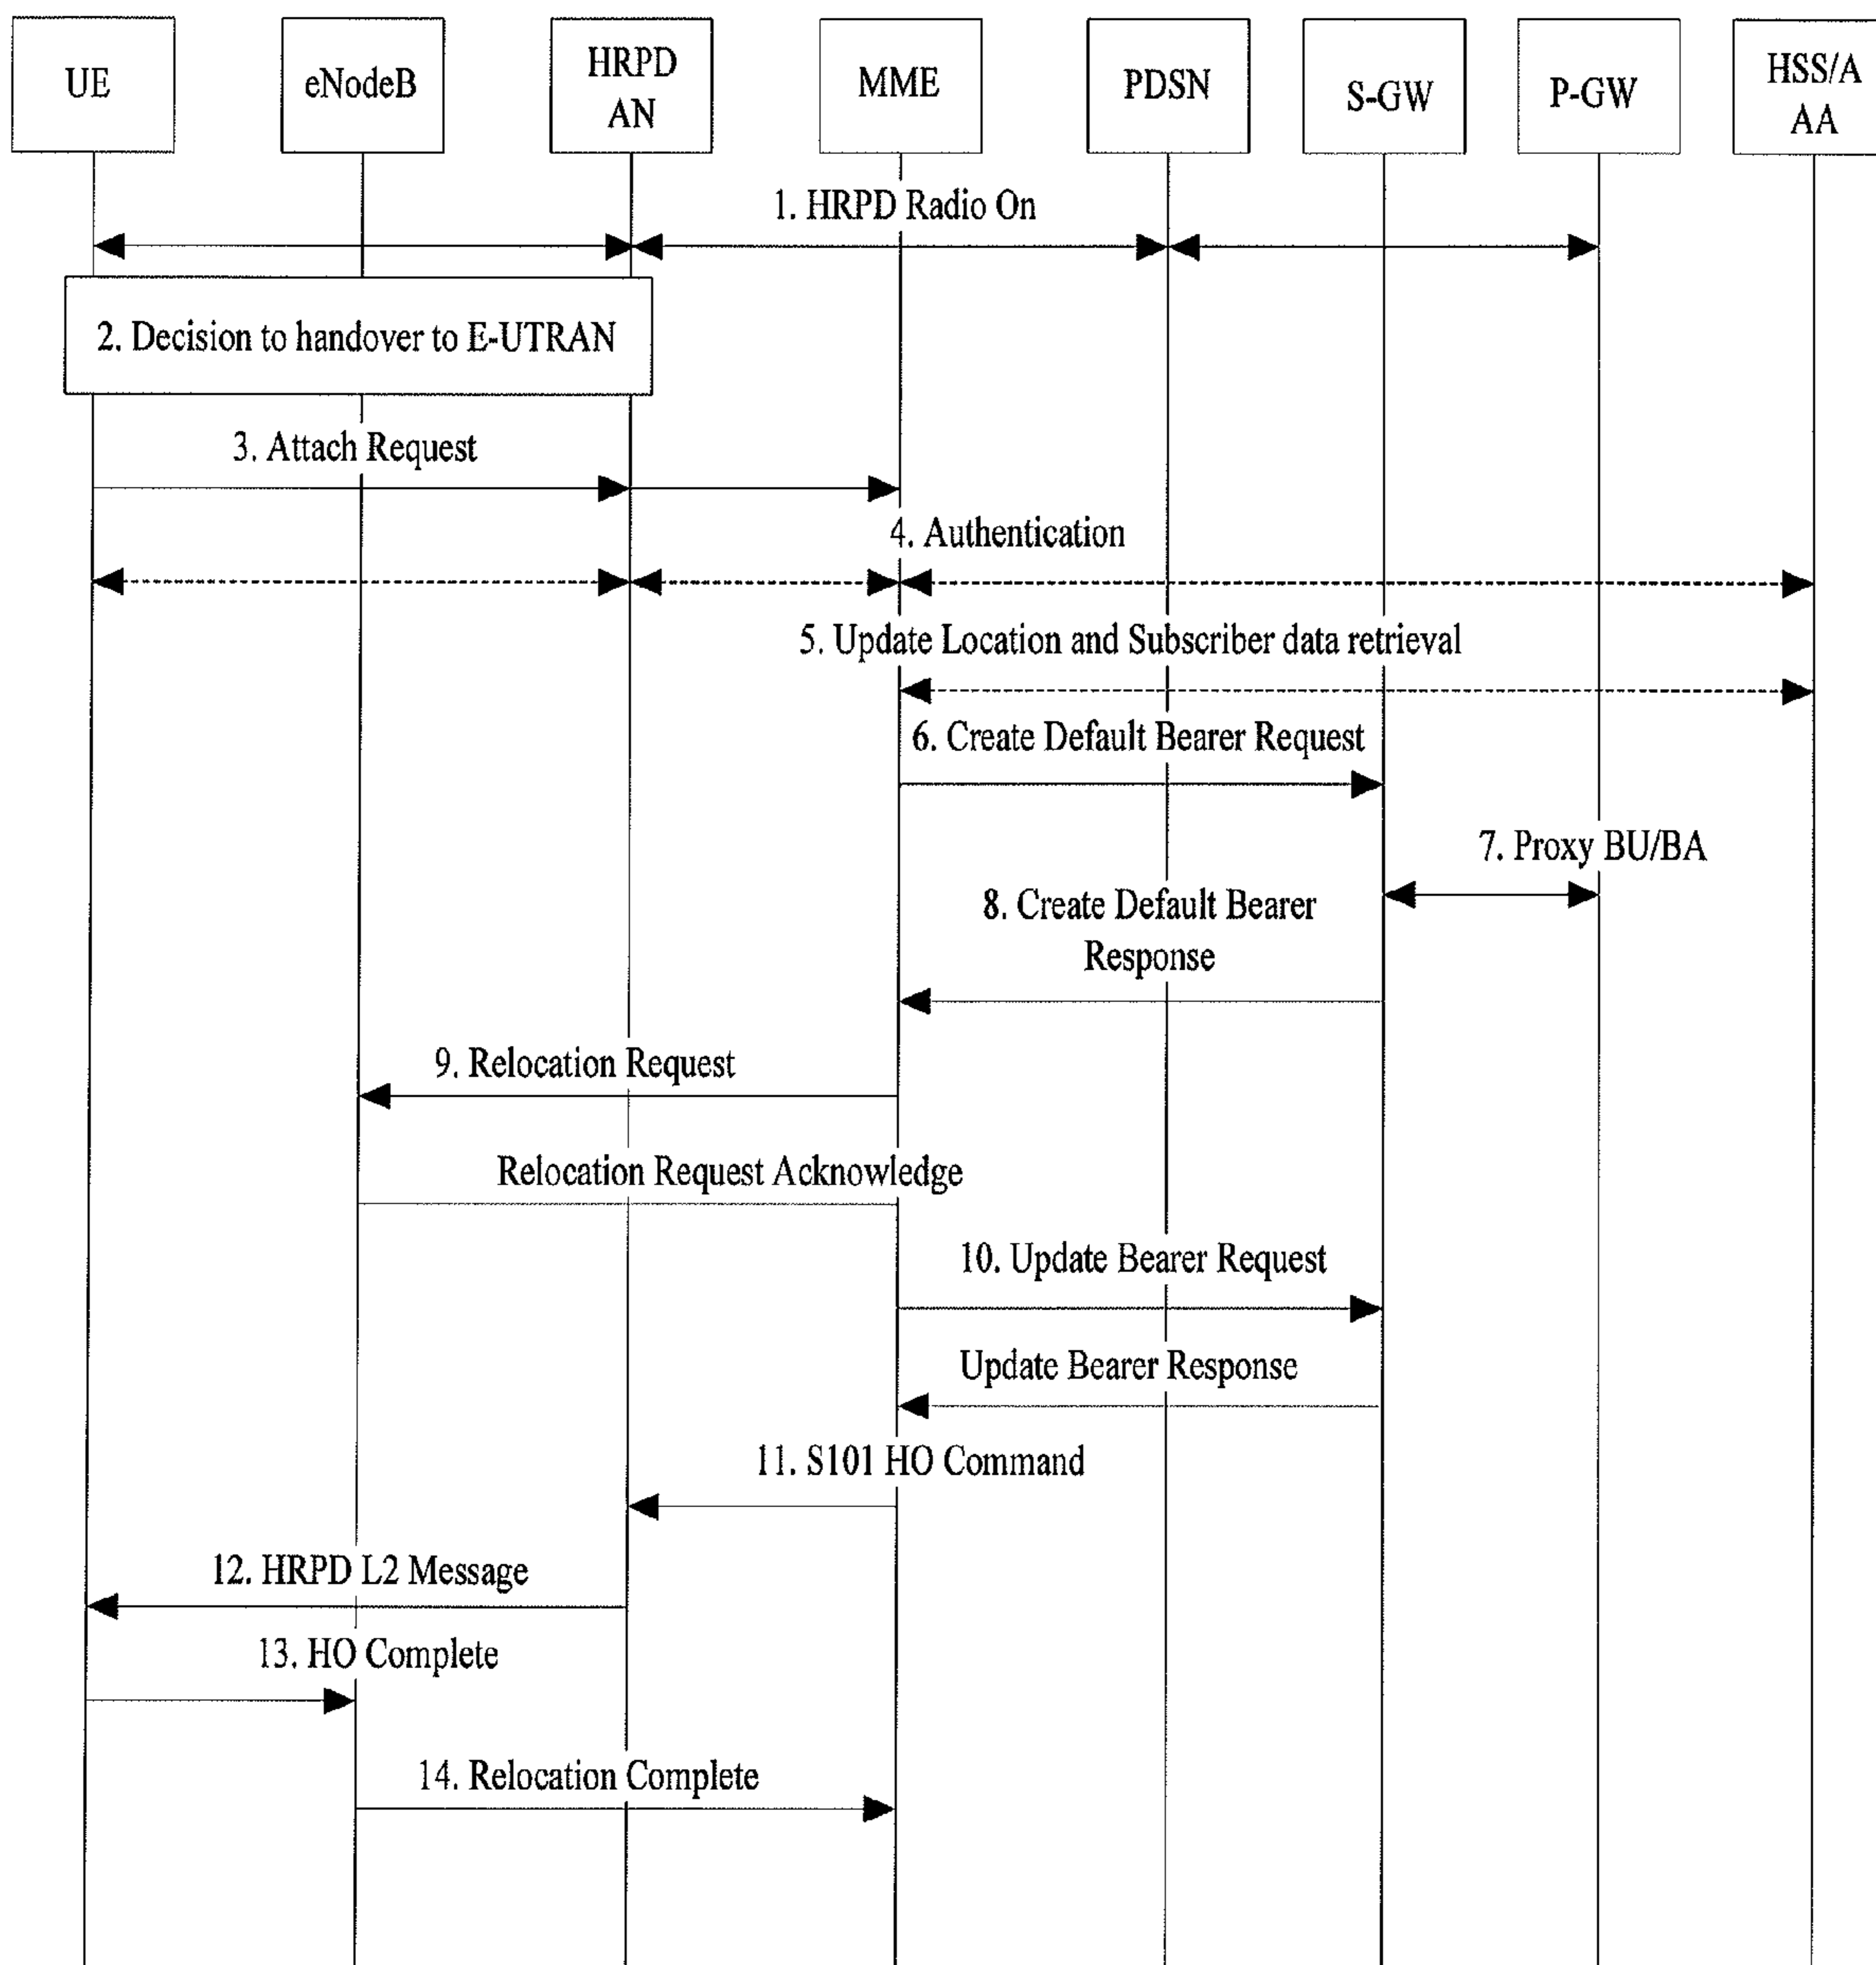 UE
eNodeB
HRPD
AN
MME
PDSN
S-GW
P-GW
HSS/A
AA
1. HRPD Radio On
2. Decision to handover to E-UTRAN
3. Attach Request
4. Authentication
5. Update Location and Subscriber data retrieval
6. Create Default Bearer Request
7. Proxy BU/BA
8. Create Default Bearer
Response
9. Relocation Request
Relocation Request Acknowledge
10. Update Bearer Request
Update Bearer Response
11. S101 HO Command
12. HRPD L2 Message
13. HO Complete
14. Relocation Complete